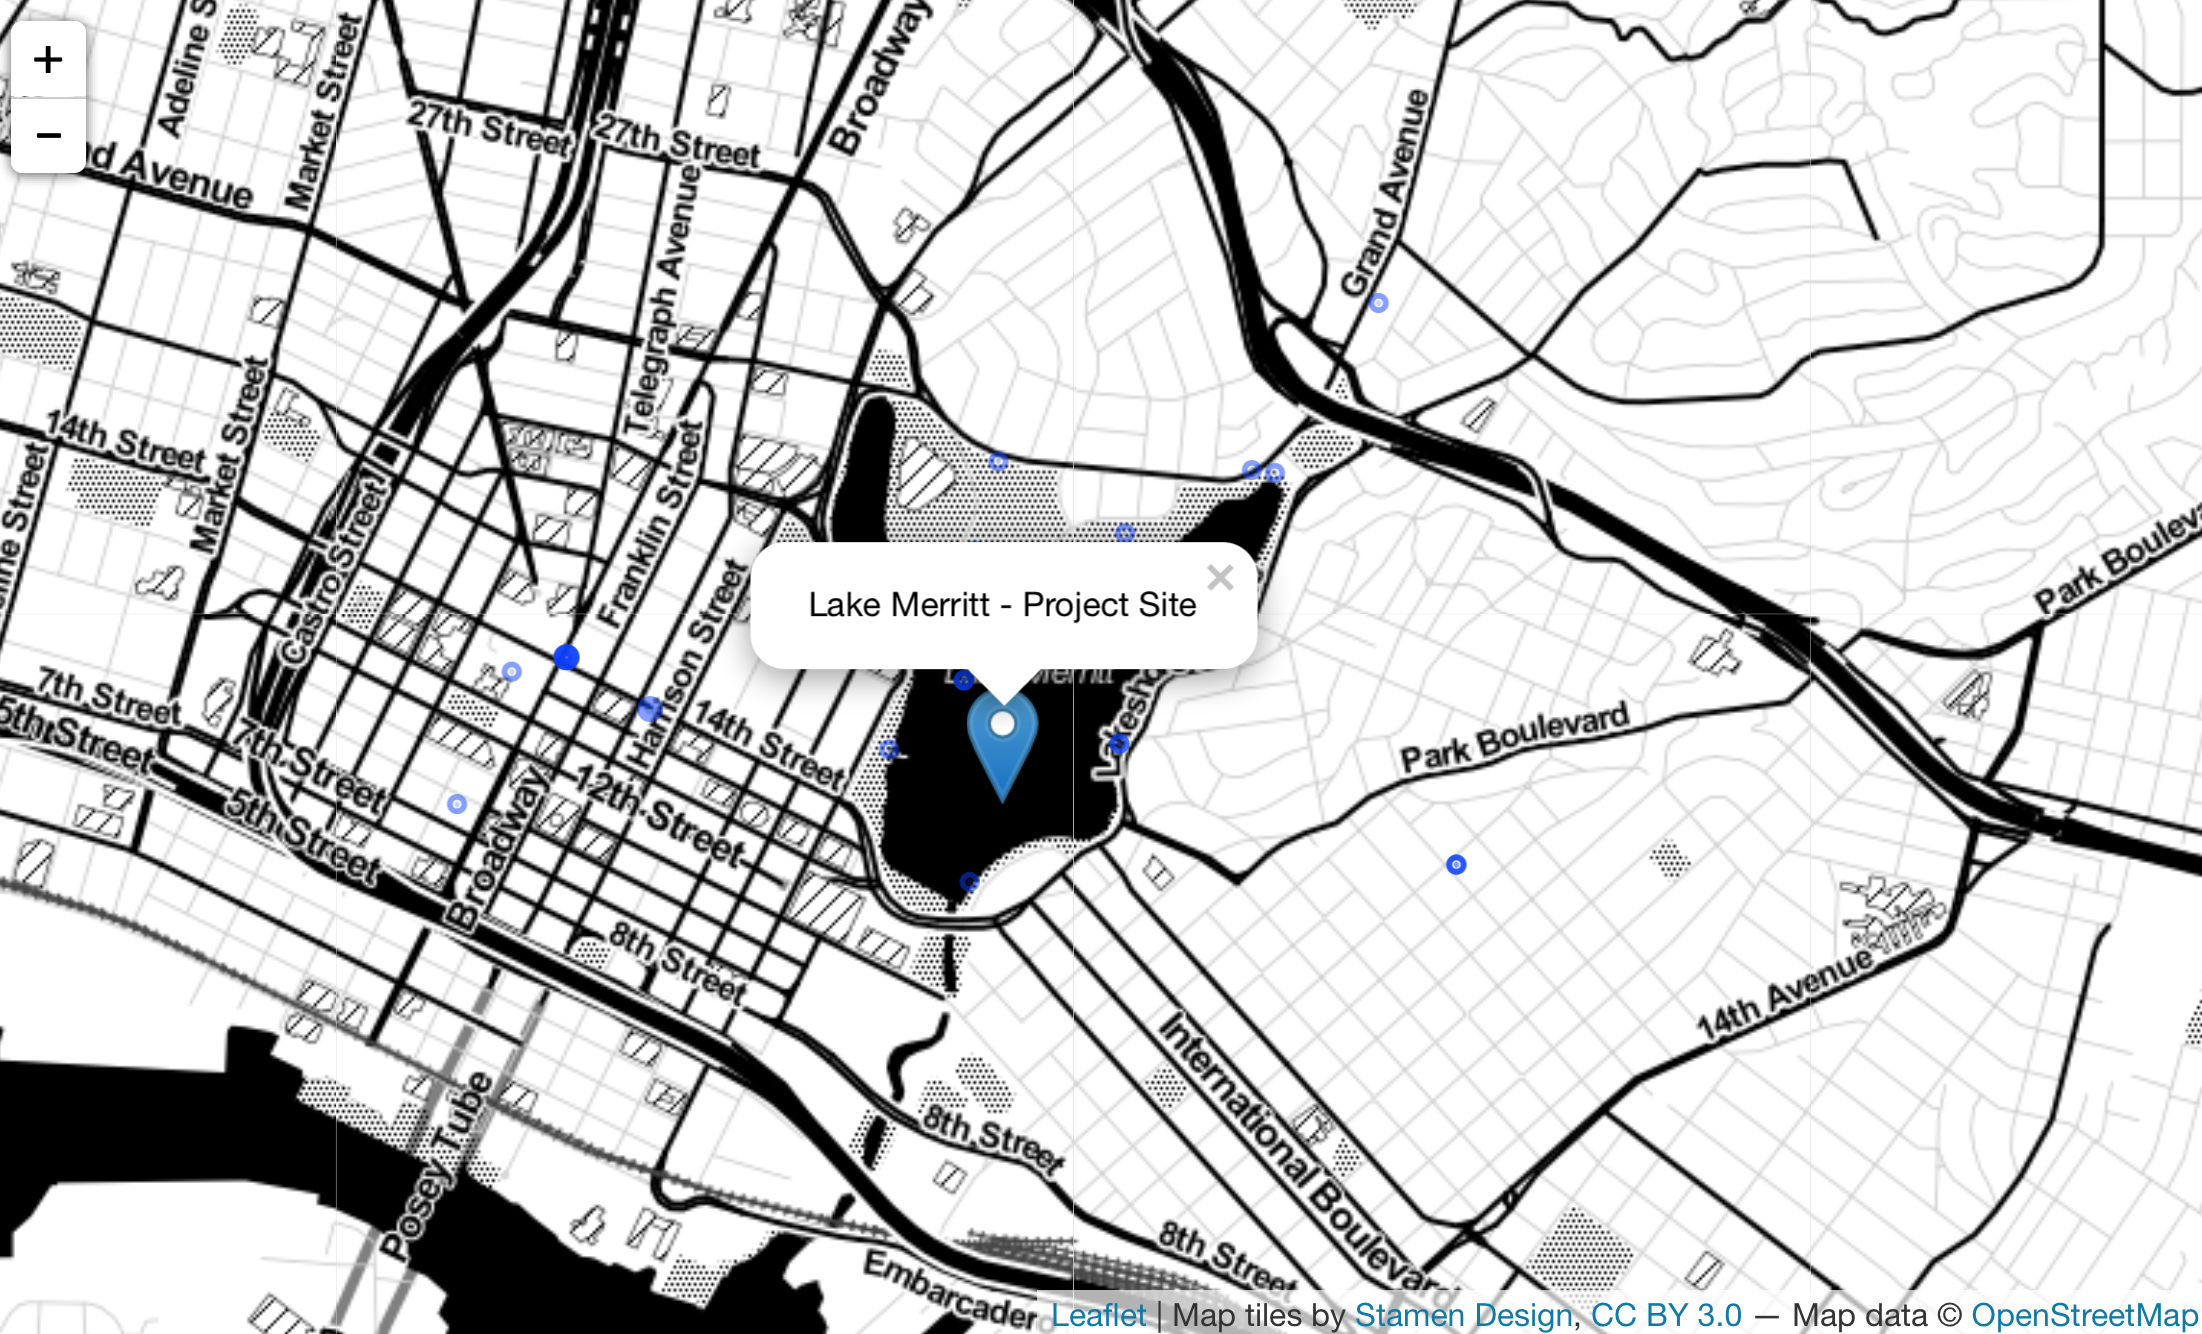 +
−
Adeline S
Market Street
nd Avenue
27th Street
27th Street
Broadway
Telegraph Avenue
Grand Avenue
14th Street
Market Street
Castro Street
Franklin Street
Harrison Street
Lake Merritt - Project Site
×
Merritt
Park Bouleva
7th Street
5th Street
7th Street
5th Street
14th Street
12th Street
Broadway
8th Street
Park Boulevard
14th Avenue
International Boulevard
Posey Tube
8th Street
8th Street
Embarcader
Leaflet | Map tiles by Stamen Design, CC BY 3.0 — Map data © OpenStreetMap